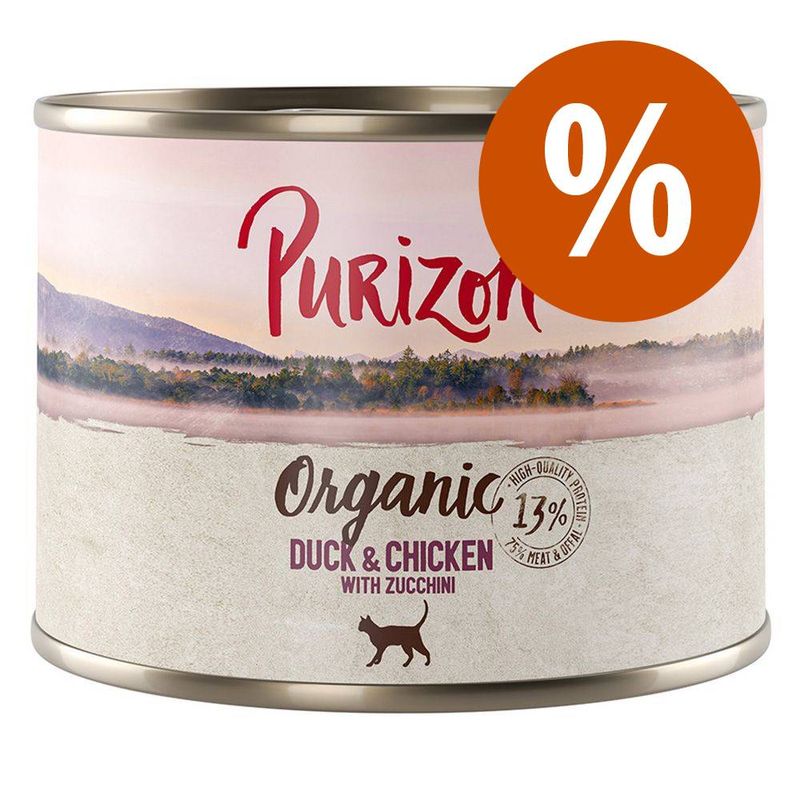 %
Purizon
Organic
HIGH-QUALITY PROTEIN
13%
75% MEAT & OFFAL
DUCK & CHICKEN
WITH ZUCCHINI